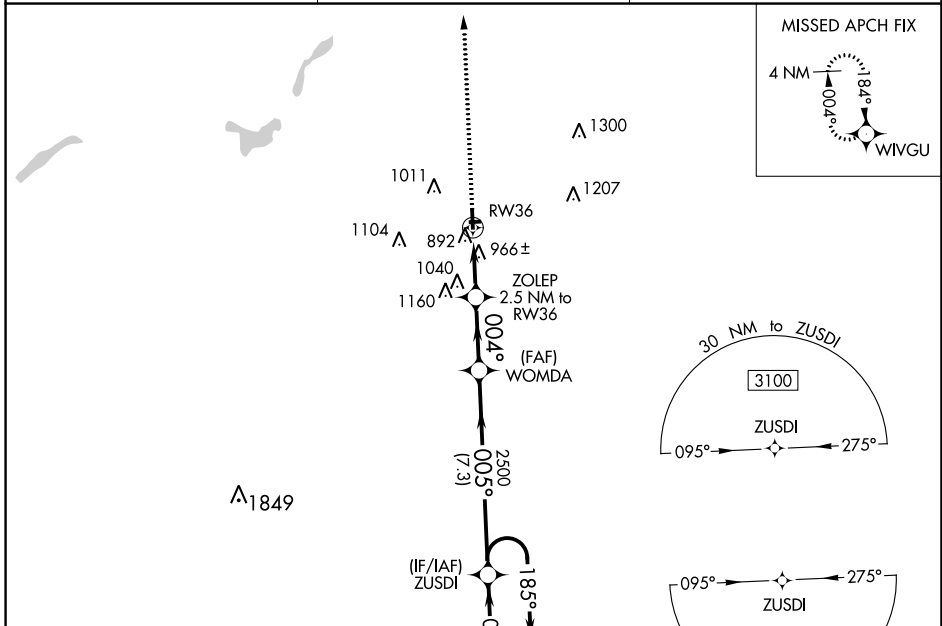 MISSED APCH FIX
4 NM
184°
004°
WIVGU
1300
1011
1207
RW36
1104
892
966±
1040
ZOLEP
2.5 NM to
RW36
1160
004°
(FAF)
WOMDA
30 NM to ZUSDI
3100
ZUSDI
095°
275°
2500
005°
(7.3)
1849
(IF/IAF)
ZUSDI
185°
095°
275°
ZUSDI